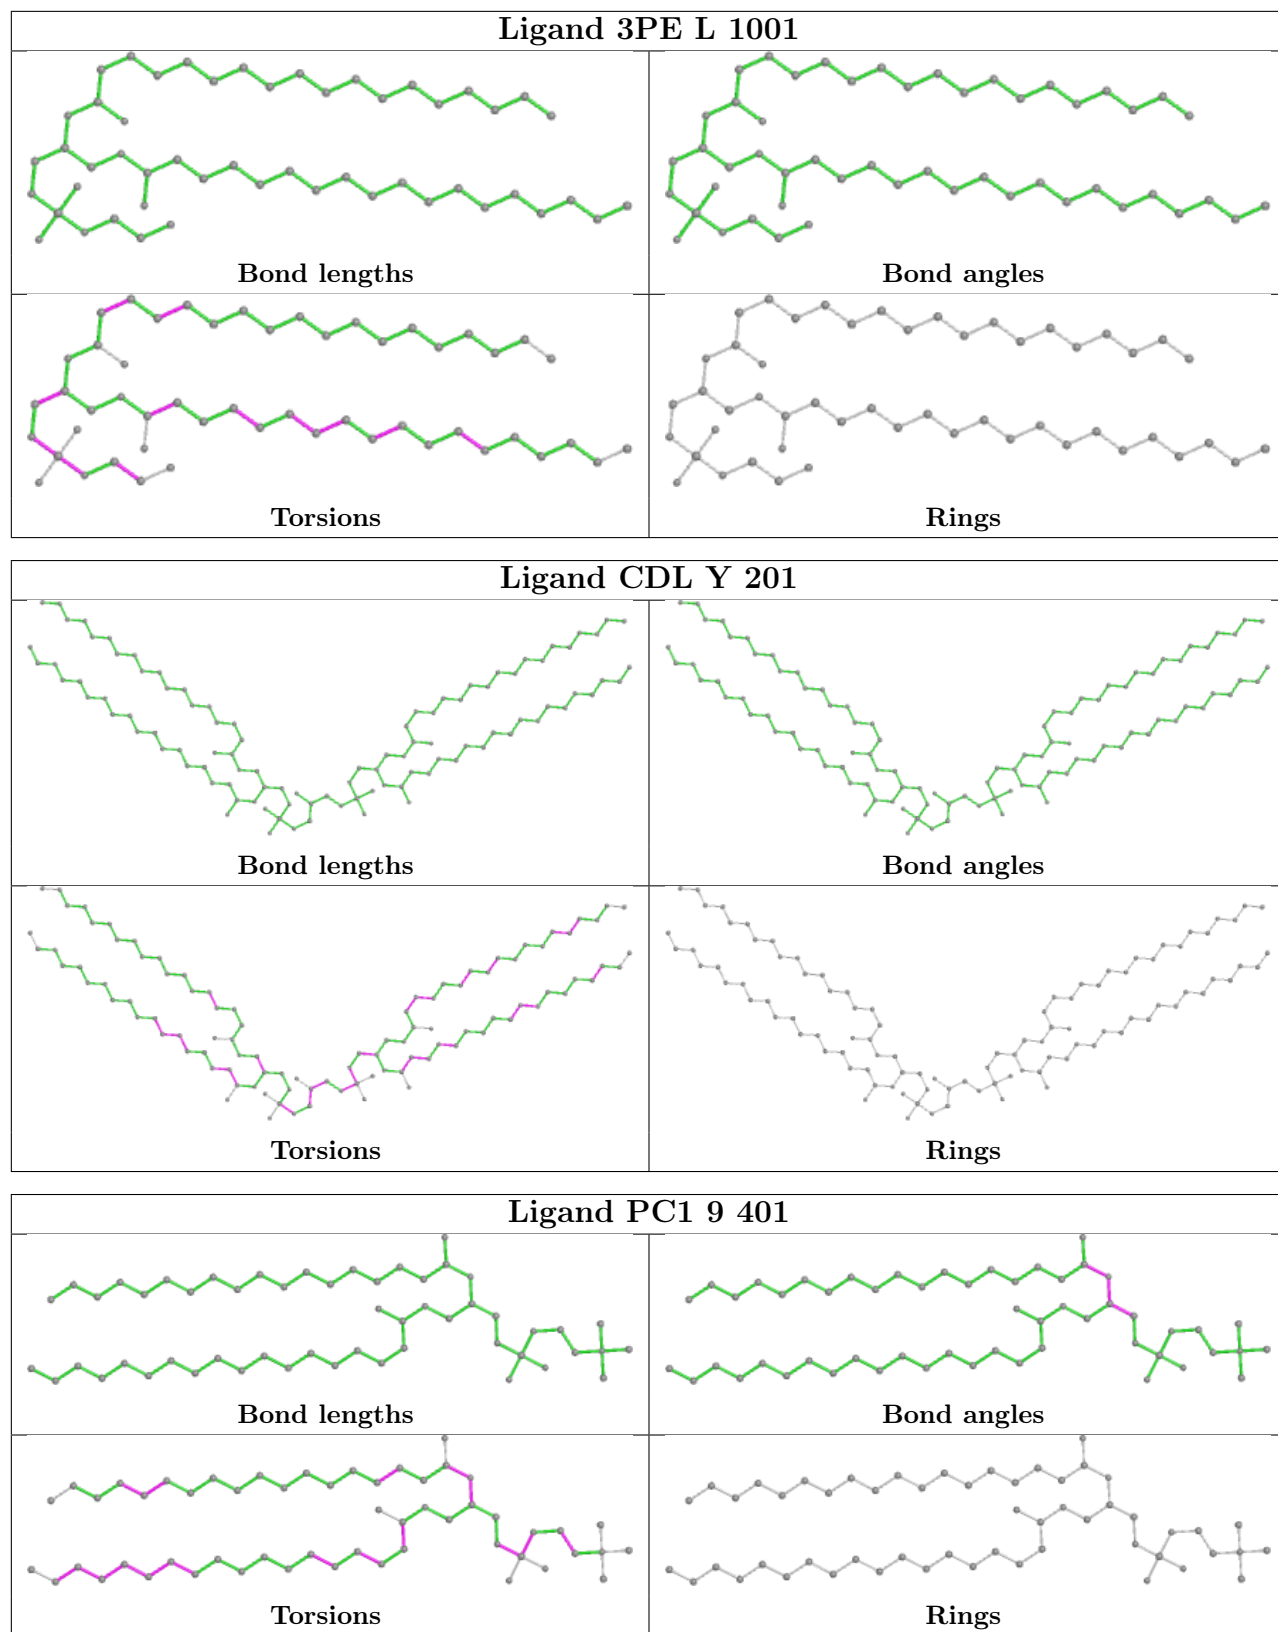 Ligand 3PE L 1001
Bond lengths
Bond angles
Torsions
Rings
Ligand CDL Y 201
Bond lengths
Bond angles
Torsions
Rings
Ligand PC1 9 401
Bond lengths
Bond angles
Torsions
Rings